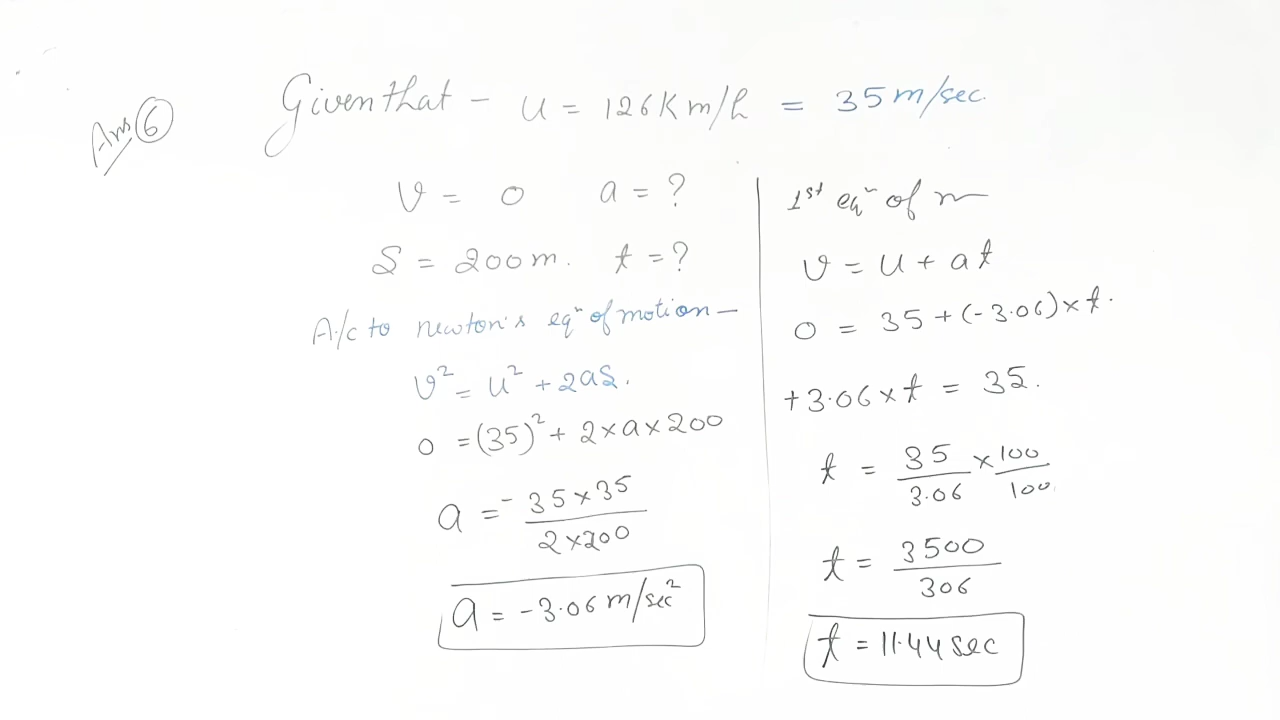 Ans 6
Given that - u = 126 Km/h = 35 m/sec.
v = 0 a = ?
S = 200 m. t = ?
A/c to newton's eqⁿ of motion -
v² = u² + 2aS.
0 = (35)² + 2 × a × 200
a = - 35 × 35 / 2 × 200
a = -3.06 m/sec²
1st eqⁿ of m
v = u + at
0 = 35 + (-3.06) × t.
+3.06 × t = 35.
t = 35 / 3.06 × 100 / 100
t = 3500 / 306
t = 11.44 sec